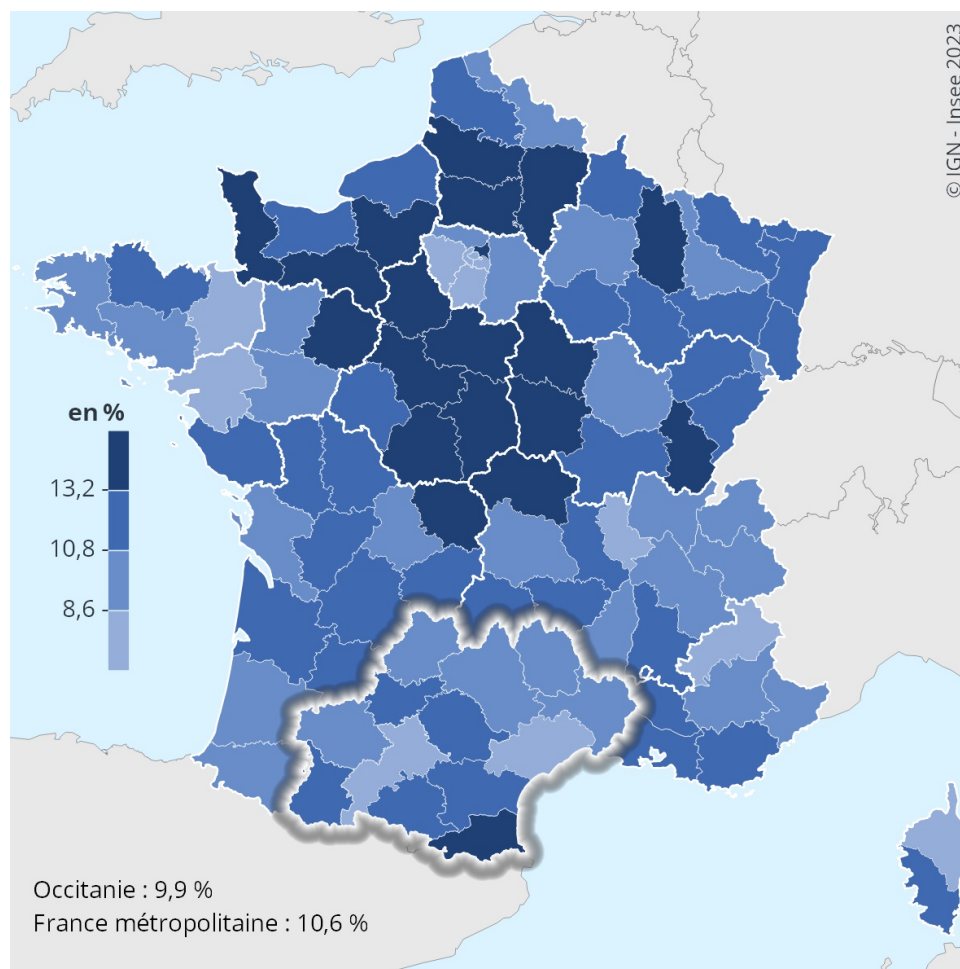 © IGN - Insee 2023
en %
13,2
10,8
8,6
Occitanie : 9,9 %
France métropolitaine : 10,6 %